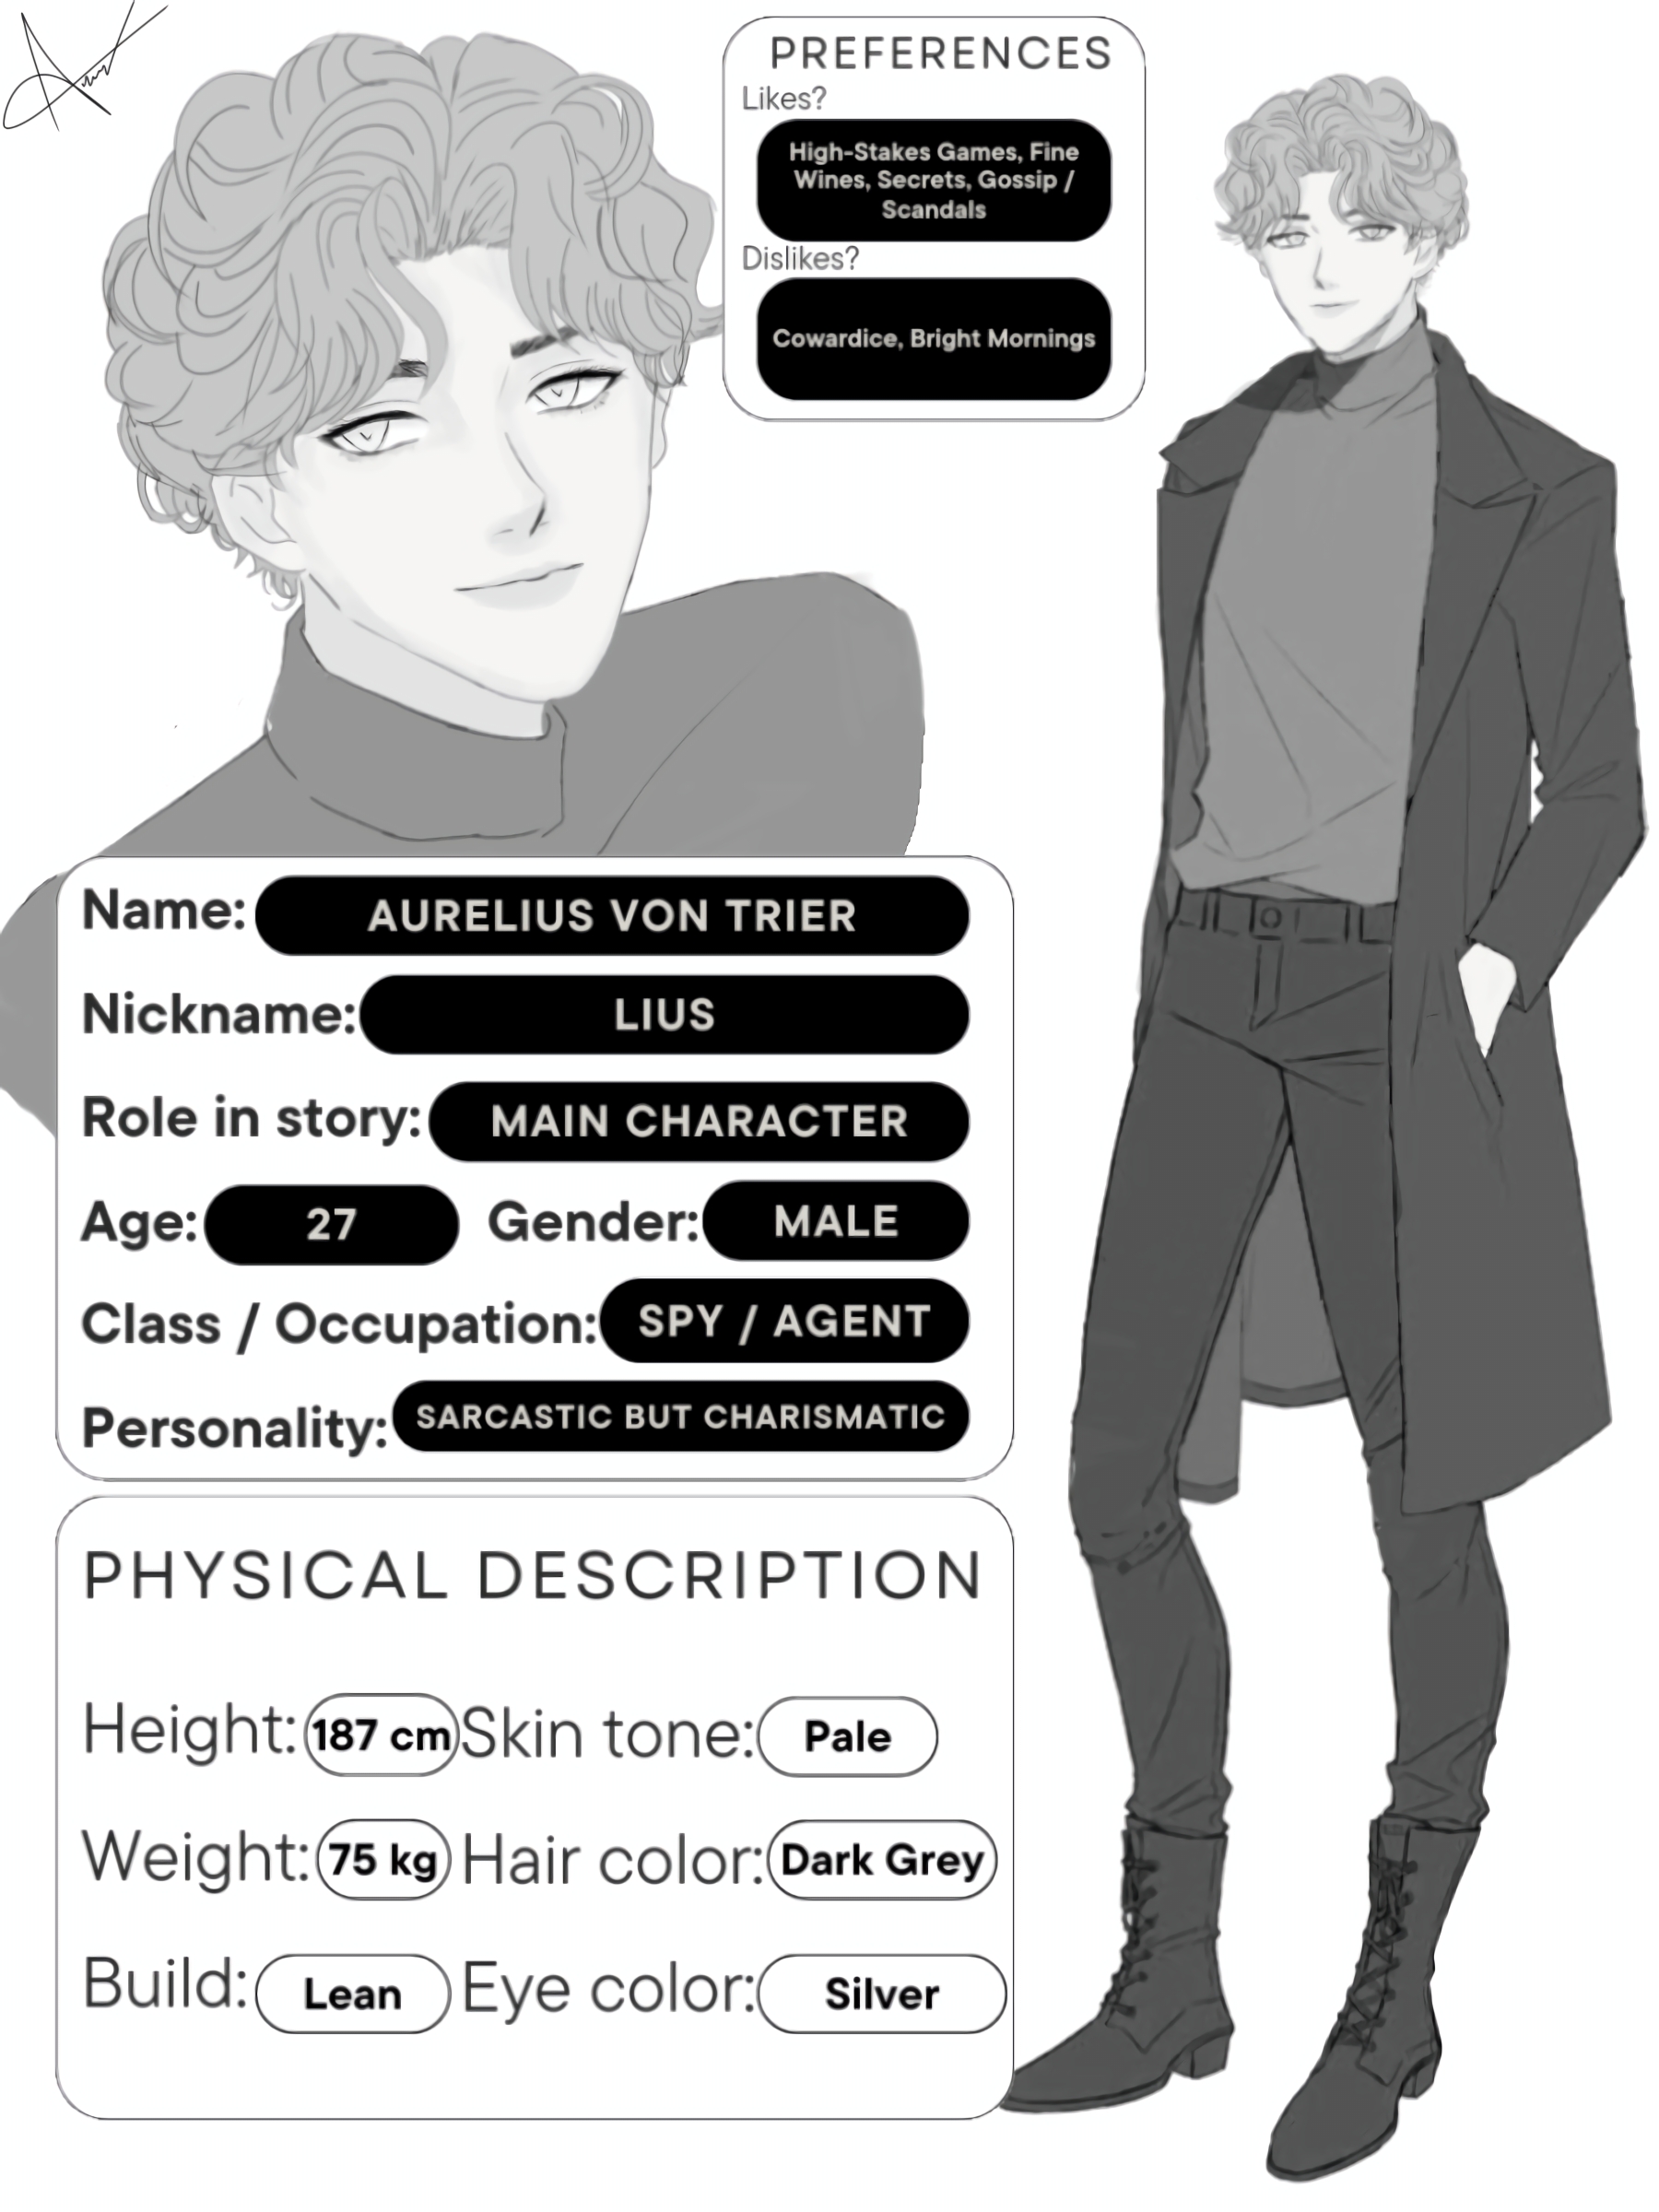 PREFERENCES
Likes?
High-Stakes Games, Fine
Wines, Secrets, Gossip /
Scandals
Dislikes?
Cowardice, Bright Mornings
Name: AURELIUS VON TRIER
Nickname: LIUS
Role in story: MAIN CHARACTER
Age: 27 Gender: MALE
Class / Occupation: SPY / AGENT
Personality: SARCASTIC BUT CHARISMATIC
PHYSICAL DESCRIPTION
Height: 187 cm Skin tone: Pale
Weight: 75 kg Hair color: Dark Grey
Build: Lean Eye color: Silver